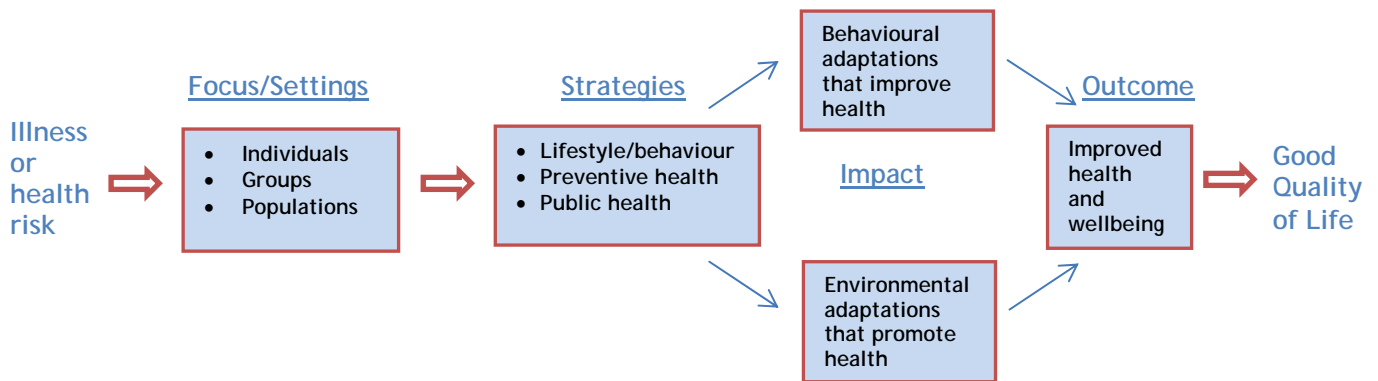 Illness
or
health
risk
Focus/Settings
• Individuals
• Groups
• Populations
Strategies
• Lifestyle/behaviour
• Preventive health
• Public health
Behavioural
adaptations
that improve
health
Impact
Environmental
adaptations
that promote
health
Outcome
Improved
health
and
wellbeing
Good
Quality
of Life